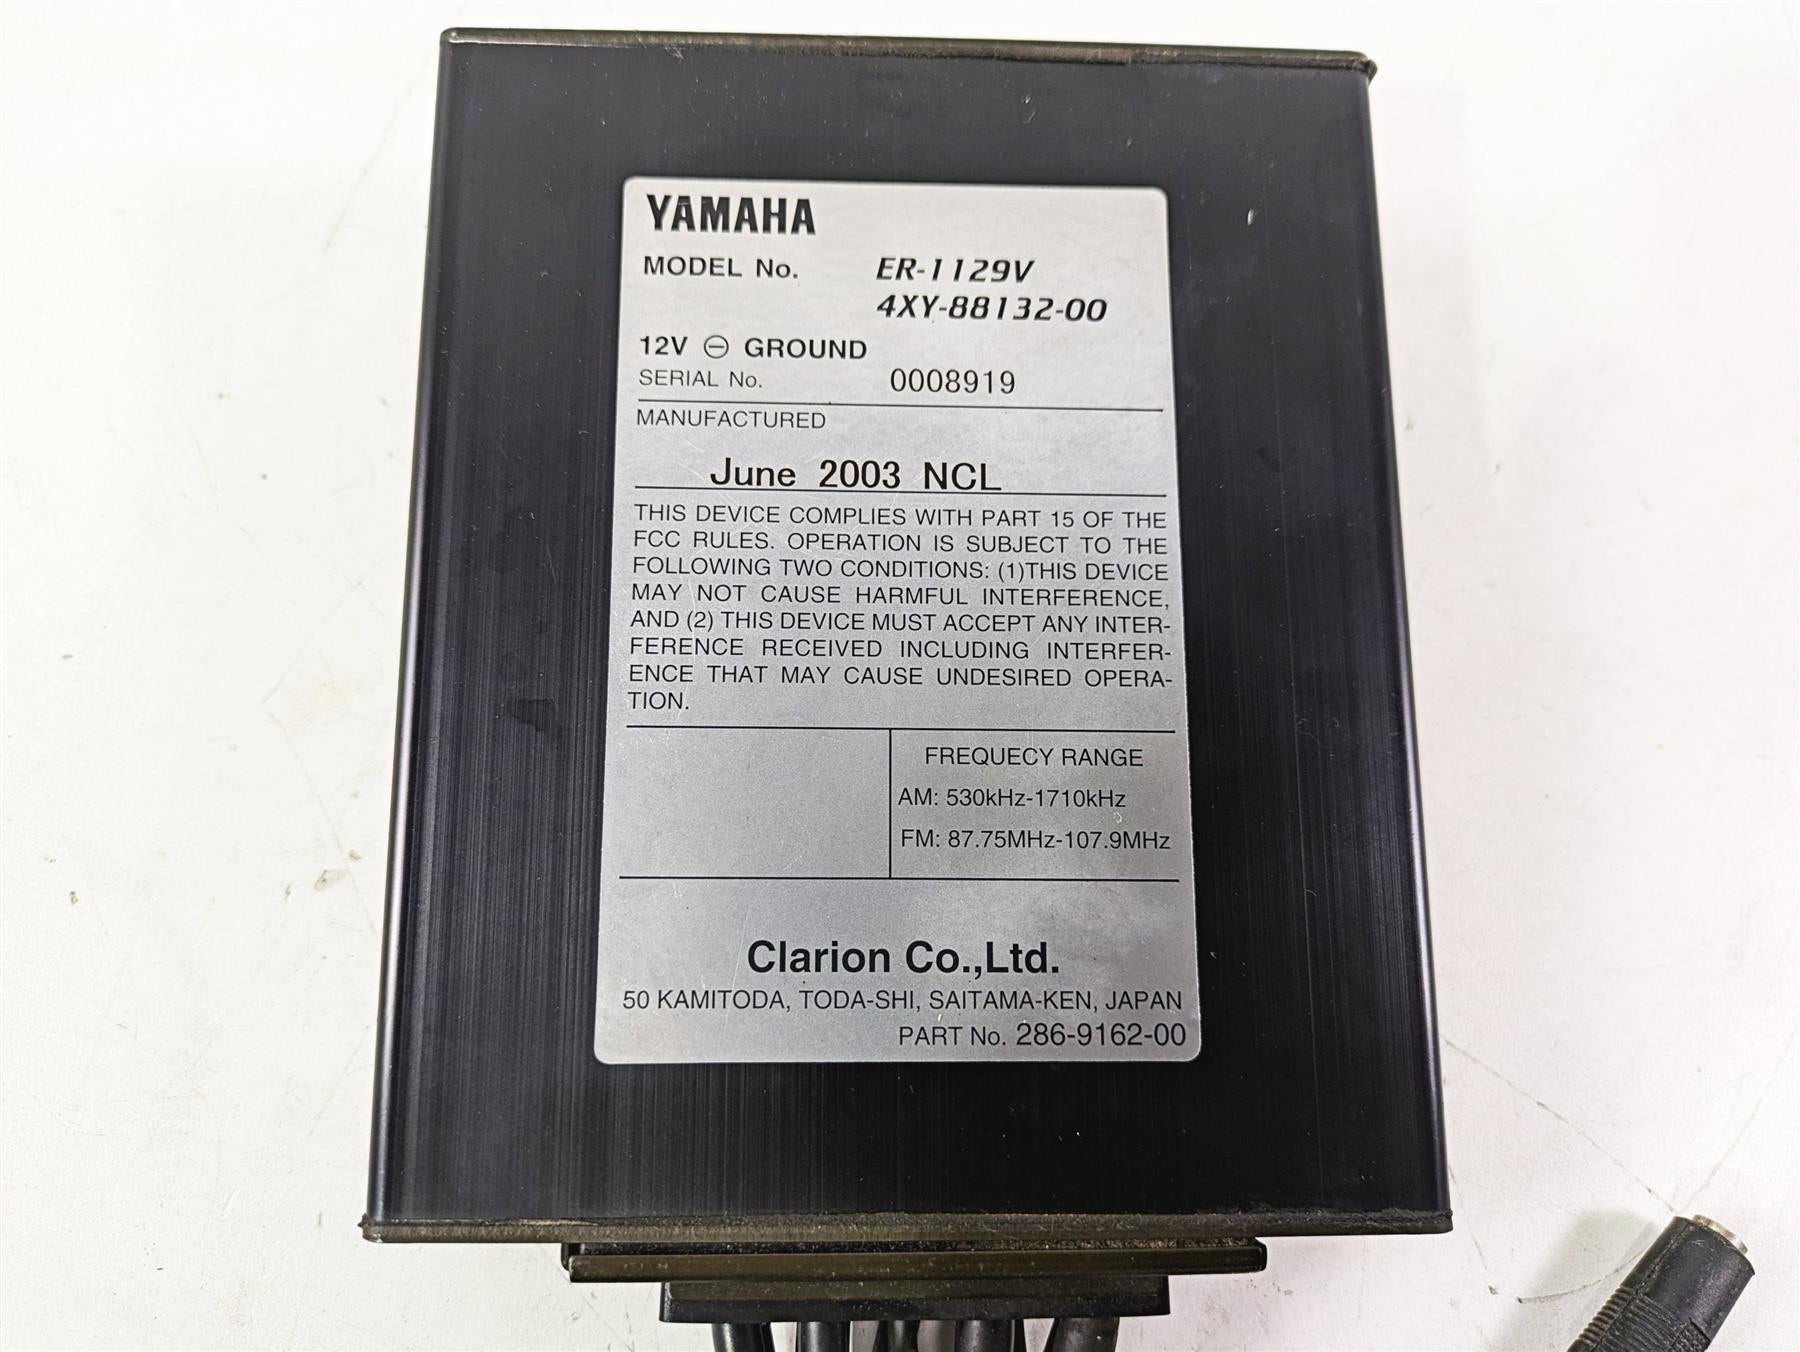 YAMAHA
MODEL No. ER-1129V
4XY-88132-00
12V ⊖ GROUND
SERIAL No. 0008919
MANUFACTURED
June 2003 NCL
THIS DEVICE COMPLIES WITH PART 15 OF THE
FCC RULES. OPERATION IS SUBJECT TO THE
FOLLOWING TWO CONDITIONS: (1)THIS DEVICE
MAY NOT CAUSE HARMFUL INTERFERENCE,
AND (2) THIS DEVICE MUST ACCEPT ANY INTER-
FERENCE RECEIVED INCLUDING INTERFER-
ENCE THAT MAY CAUSE UNDESIRED OPERA-
TION.
FREQUECY RANGE
AM: 530kHz-1710kHz
FM: 87.75MHz-107.9MHz
Clarion Co.,Ltd.
50 KAMITODA, TODA-SHI, SAITAMA-KEN, JAPAN
PART No. 286-9162-00